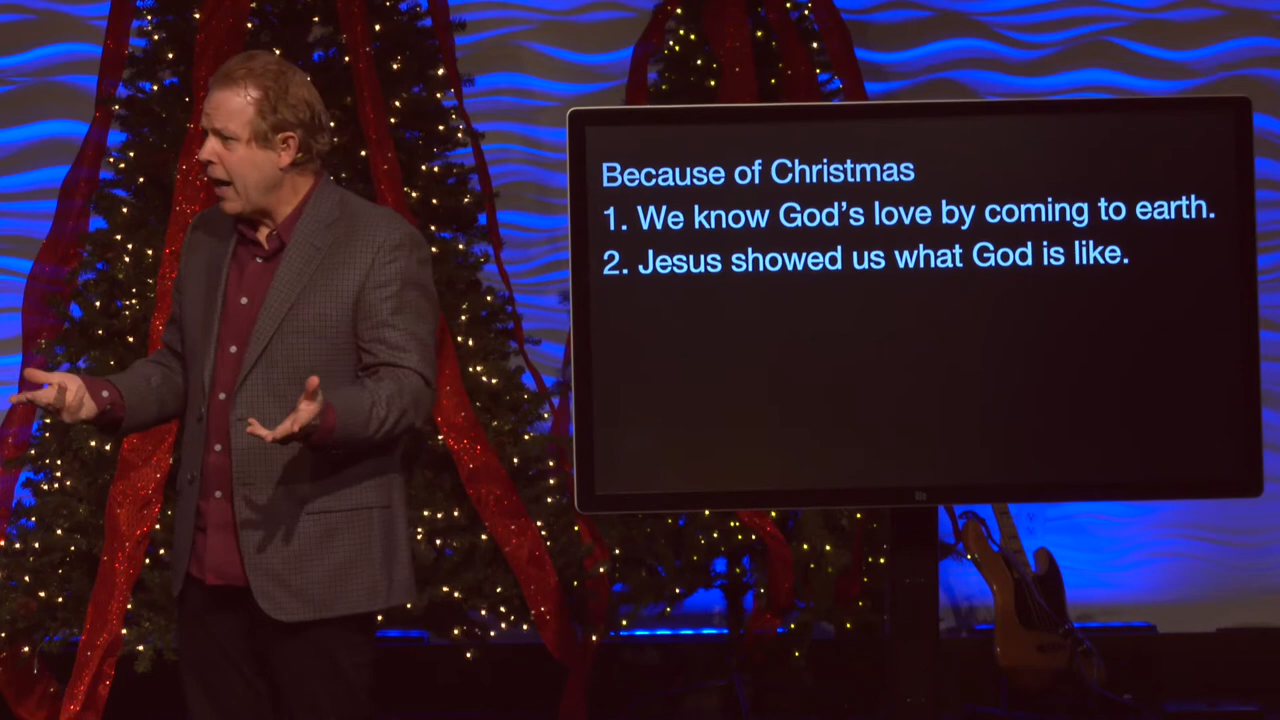 Because of Christmas
1. We know God's love by coming to earth.
2. Jesus showed us what God is like.